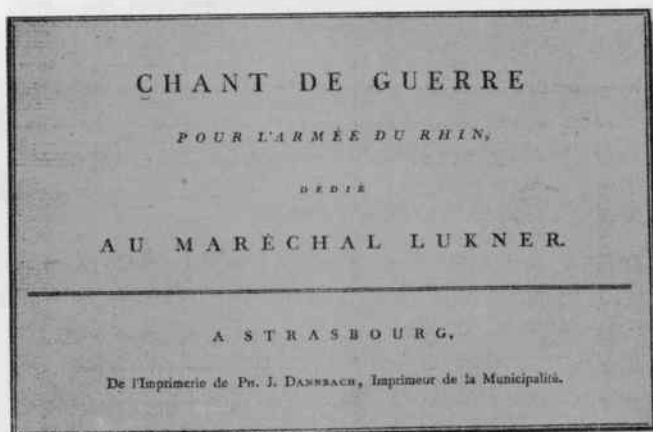 CHANT DE GUERRE
POUR L'ARMÉE DU RHIN,
DÉDIÉ
AU MARÉCHAL LUKNER.
A STRASBOURG,
De l'Imprimerie de PH. J. DANNBACH, Imprimeur de la Municipalité.